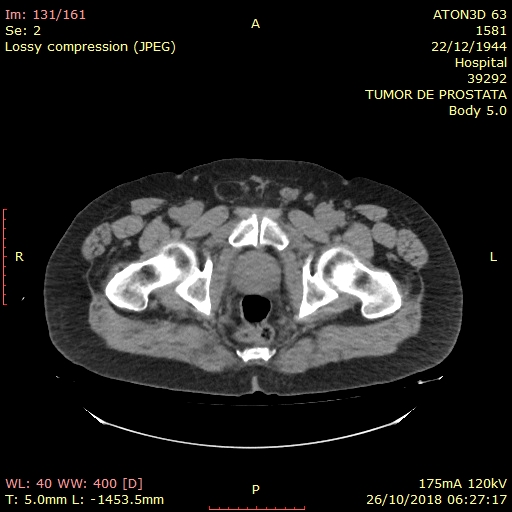 Im: 131/161
Se: 2
Lossy compression (JPEG)
A
ATON3D 63
1581
22/12/1944
Hospital
39292
TUMOR DE PROSTATA
Body 5.0
R
L
WL: 40 WW: 400 [D]
T: 5.0mm L: -1453.5mm
P
175mA 120kV
26/10/2018 06:27:17